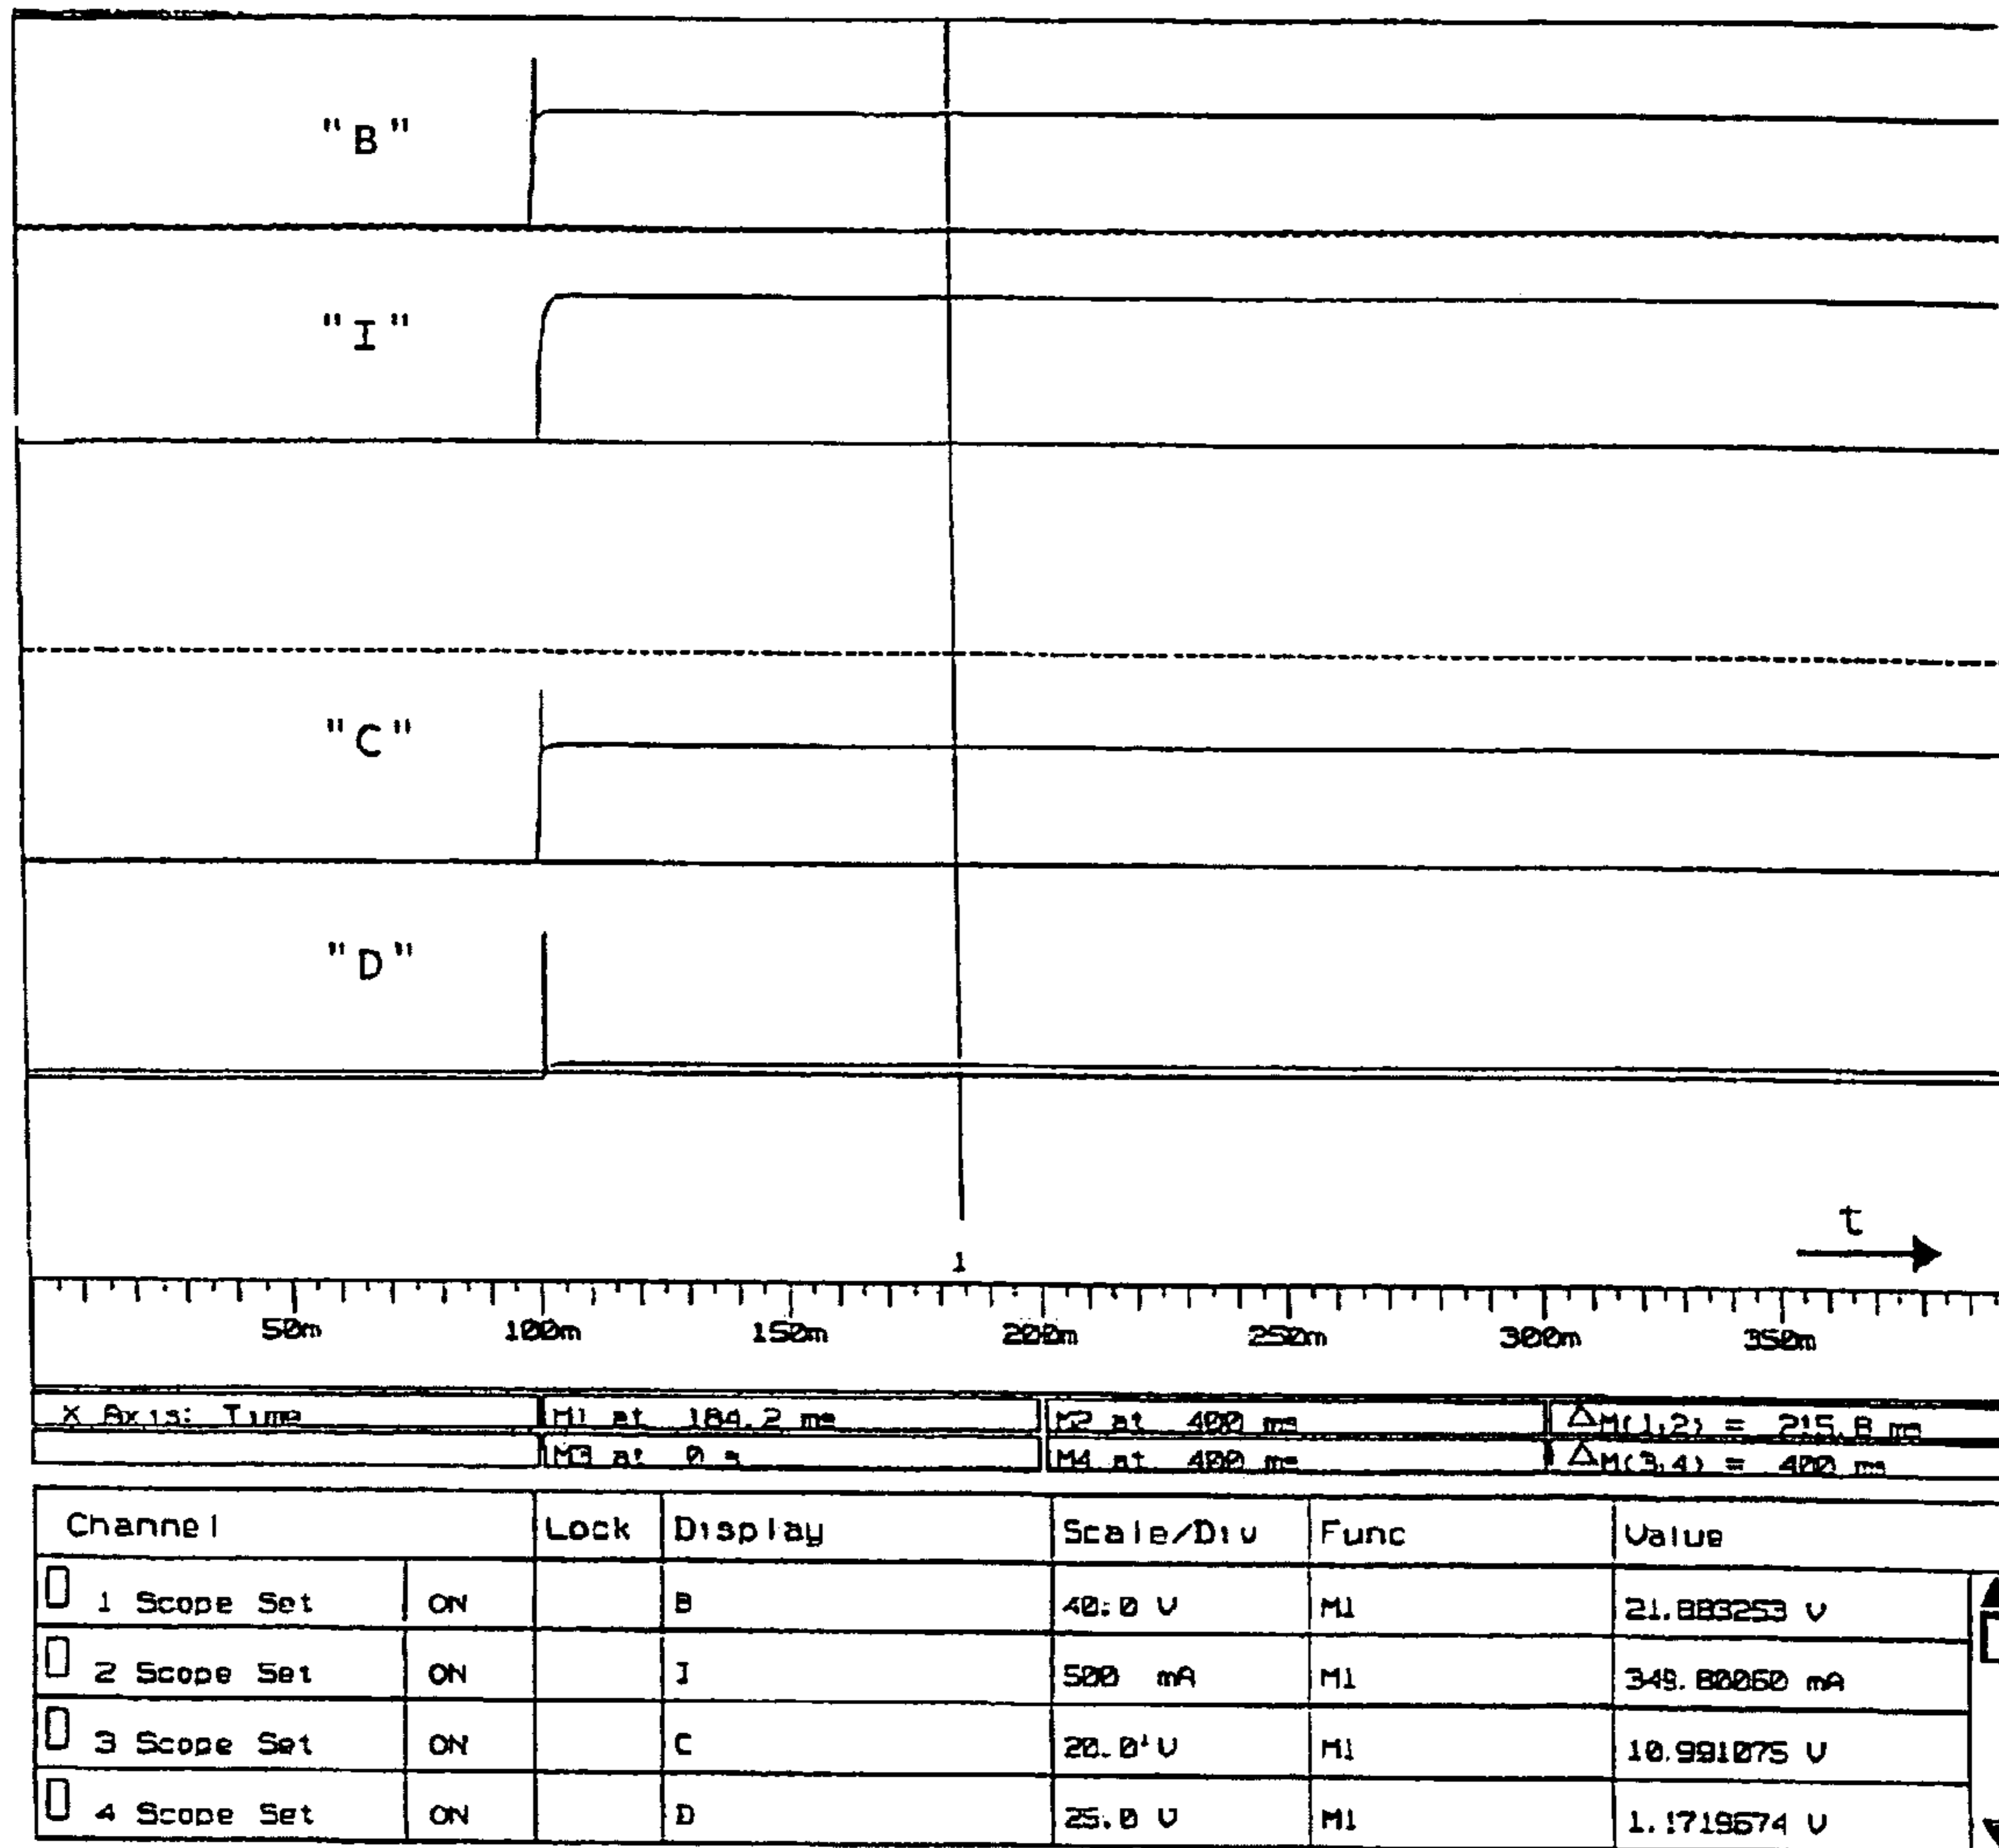 "B"
"I"
"C"
"D"
t
1
50m 100m 150m 200m 250m 300m 350m
X Axis: Time M1 at 184.2 ms M2 at 400 ms △M(1,2) = 215.8 ms
M3 at 0 s M4 at 400 ms △M(3,4) = 400 ms
Channel Lock Display Scale/Div Func Value
1 Scope Set ON B 40.0 V M1 21.883253 V
2 Scope Set ON I 500 mA M1 349.80060 mA
3 Scope Set ON C 20.0 V M1 10.991075 V
4 Scope Set ON D 25.0 V M1 V